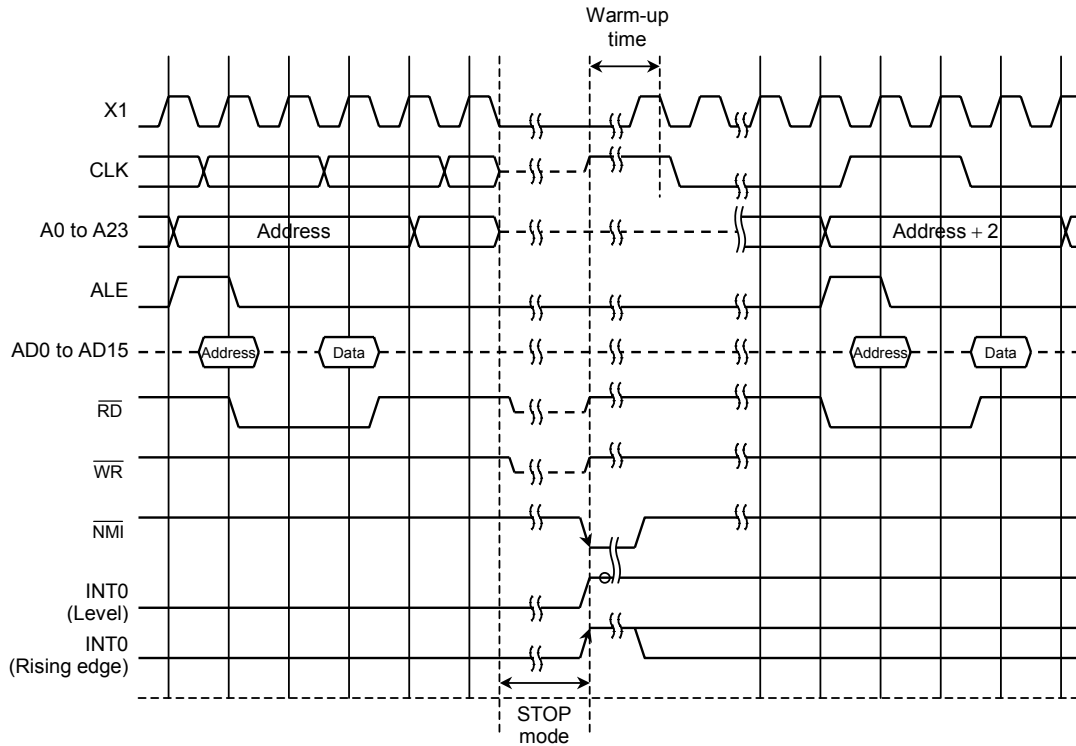 Warm-up
time
X1
CLK
A0 to A23
Address
Address + 2
ALE
AD0 to AD15
Address
Data
Address
Data
RD
WR
NMI
INT0
(Level)
INT0
(Rising edge)
STOP
mode